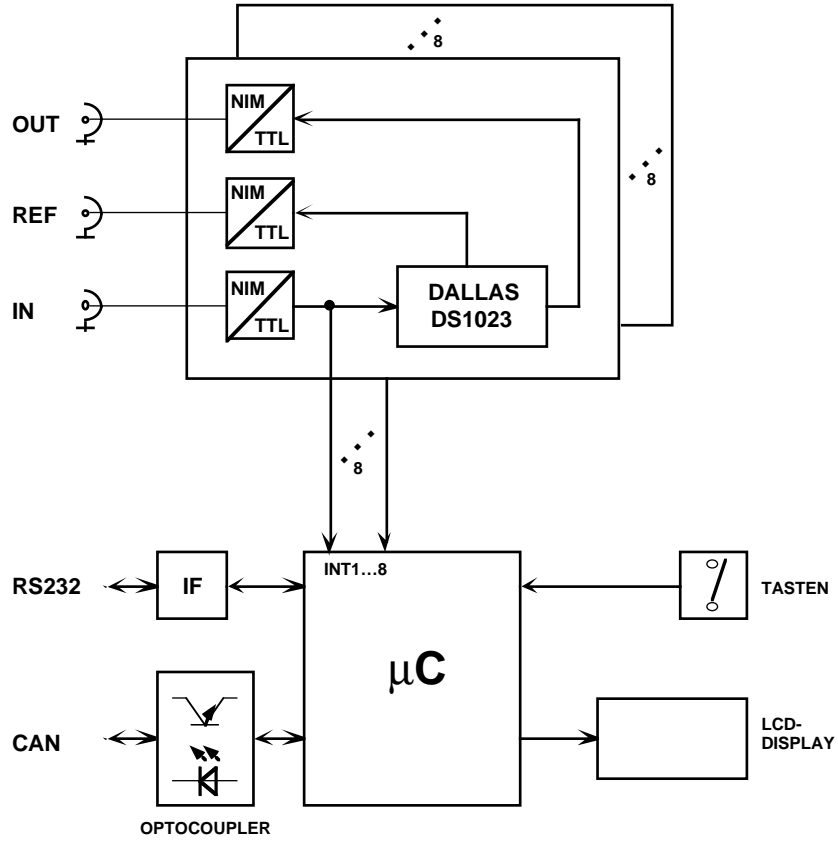 8
OUT
NIM
TTL
8
REF
NIM
TTL
IN
NIM
TTL
DALLAS
DS1023
8
INT1...8
RS232
IF
TASTEN
µC
CAN
LCD-
DISPLAY
OPTOCOUPLER